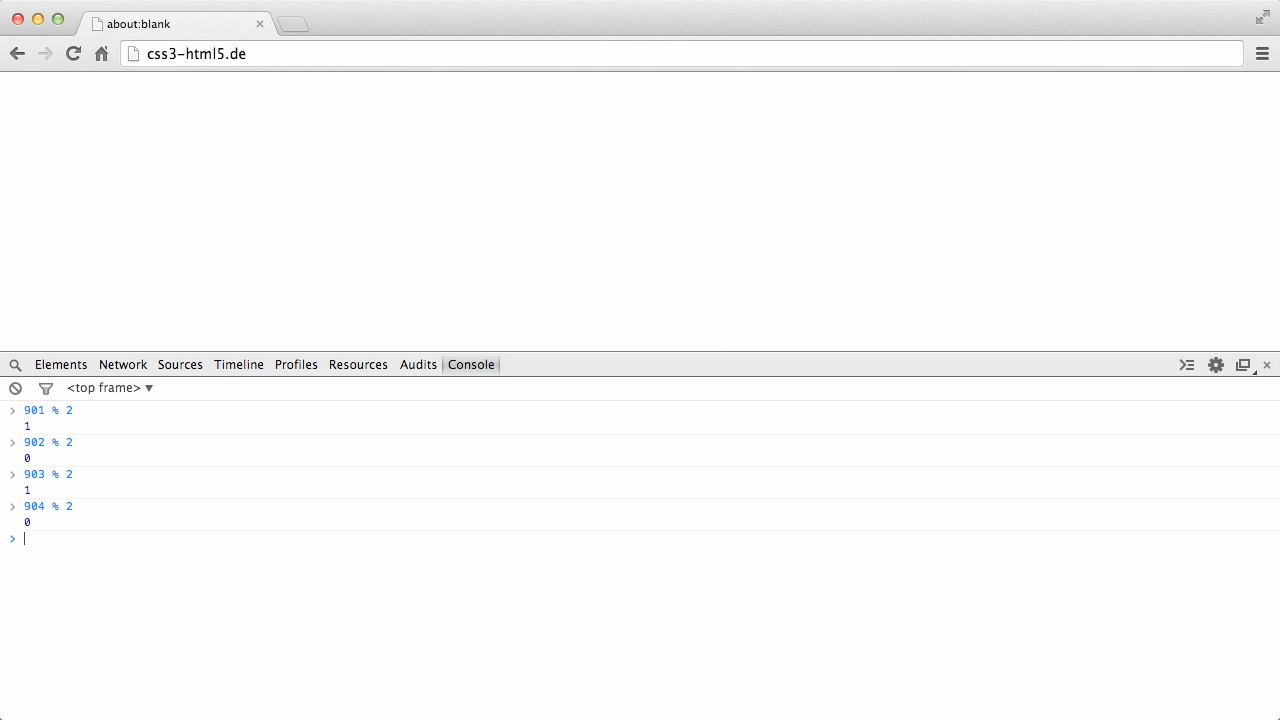 about:blank
css3-html5.de
Elements Network Sources Timeline Profiles Resources Audits Console
<top frame>
901 % 2
1
902 % 2
0
903 % 2
1
904 % 2
0